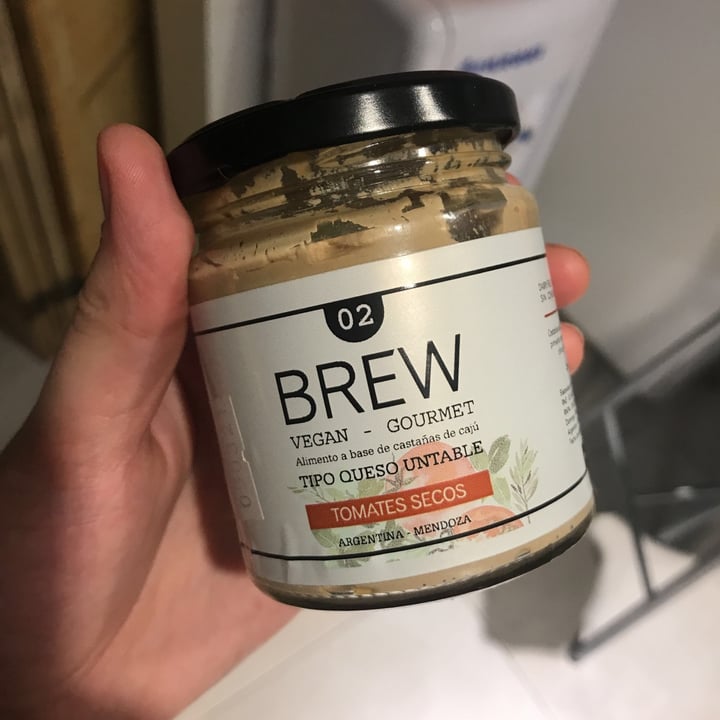 02
BREW
VEGAN - GOURMET
Alimento a base de castañas de cajú
TIPO QUESO UNTABLE
TOMATES SECOS
ARGENTINA - MENDOZA